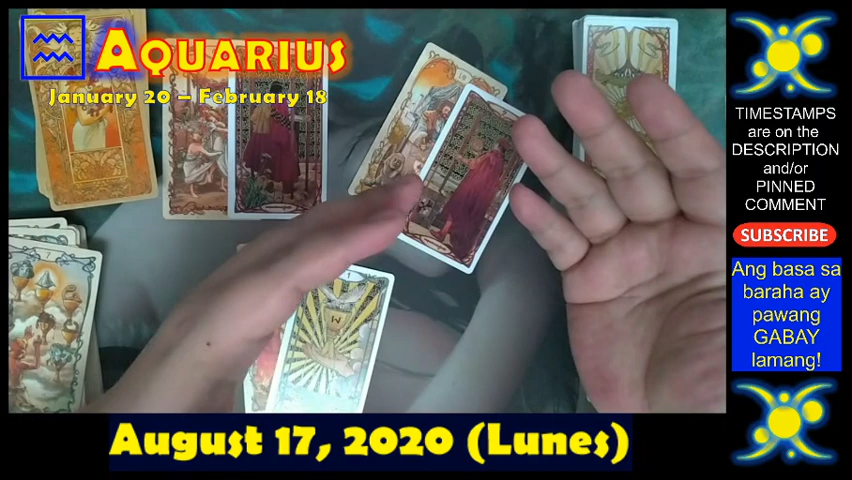 AQUARIUS
January 20 – February 18
TIMESTAMPS
are on the
DESCRIPTION
and/or
PINNED
COMMENT
SUBSCRIBE
Ang basa sa
baraha ay
pawang
GABAY
lamang!
August 17, 2020 (Lunes)